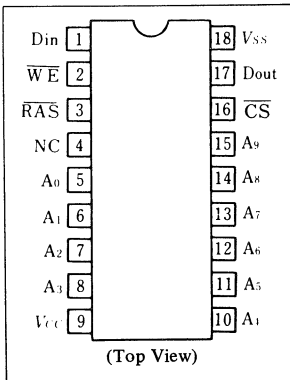 Din 1 18 Vss
WE 2 17 Dout
RAS 3 16 CS
NC 4 15 A9
A0 5 14 A8
A1 6 13 A7
A2 7 12 A6
A3 8 11 A5
Vcc 9 10 A4
(Top View)